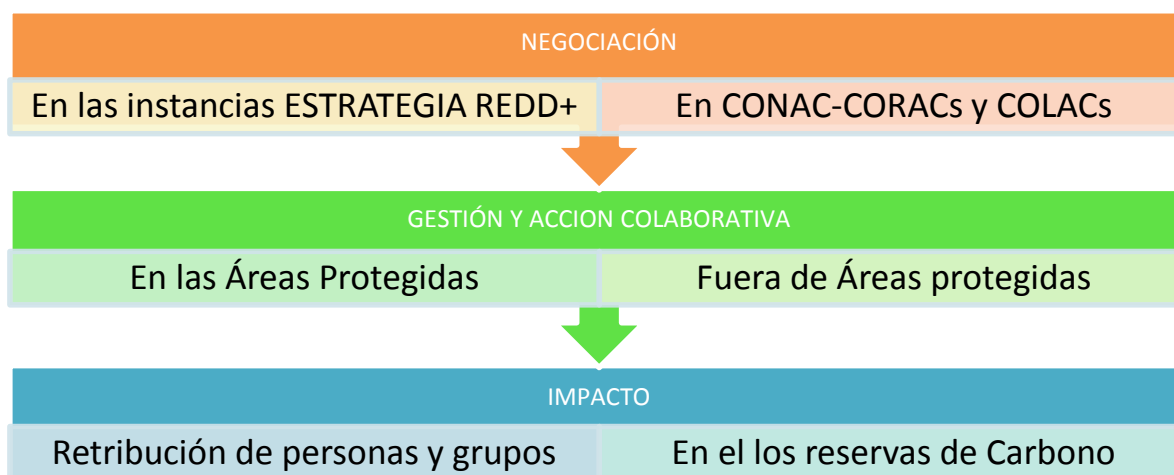 NEGOCIACIÓN
En las instancias ESTRATEGIA REDD+
En CONAC-CORACs y COLACs
GESTIÓN Y ACCION COLABORATIVA
En las Áreas Protegidas
Fuera de Áreas protegidas
IMPACTO
Retribución de personas y grupos
En el los reservas de Carbono